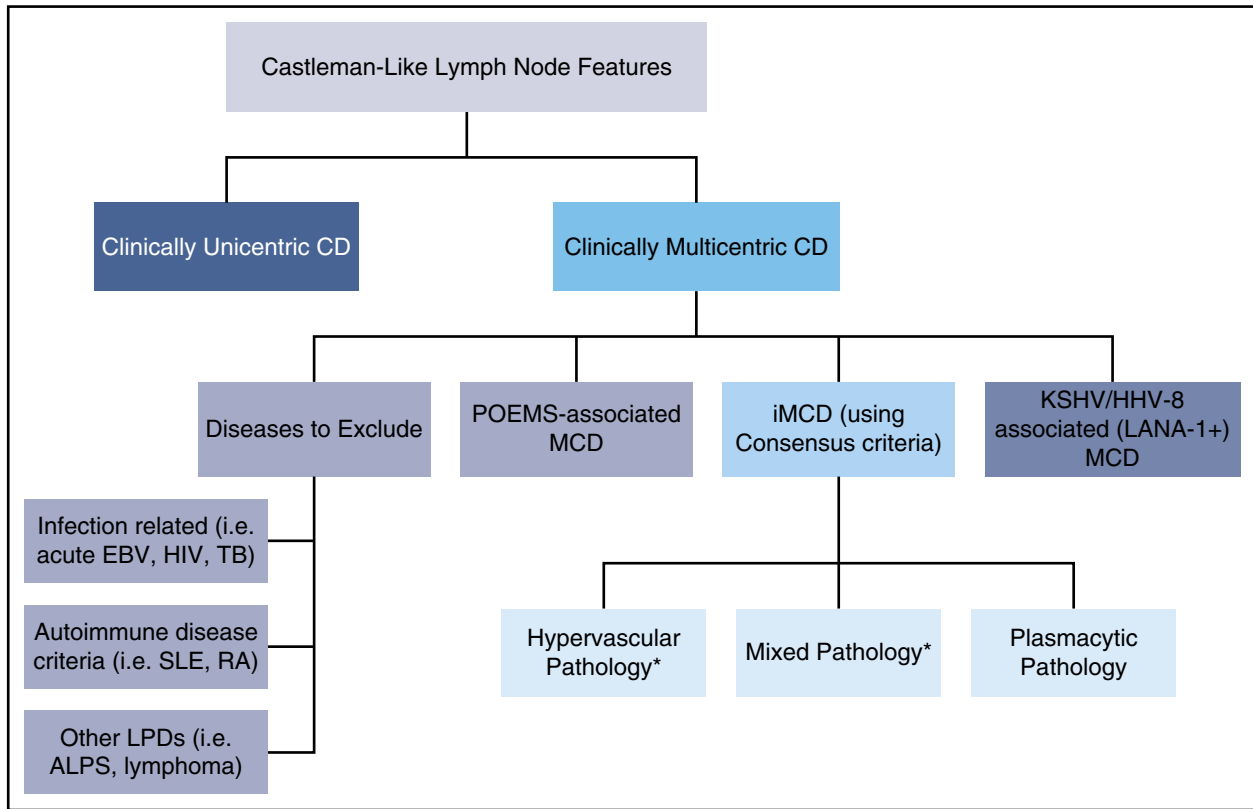 Castleman-Like Lymph Node Features
Clinically Unicentric CD
Clinically Multicentric CD
Diseases to Exclude
POEMS-associated
MCD
iMCD (using
Consensus criteria)
KSHV/HHV-8
associated (LANA-1+)
MCD
Infection related (i.e.
acute EBV, HIV, TB)
Autoimmune disease
criteria (i.e. SLE, RA)
Other LPDs (i.e.
ALPS, lymphoma)
Hypervascular
Pathology*
Mixed Pathology*
Plasmacytic
Pathology